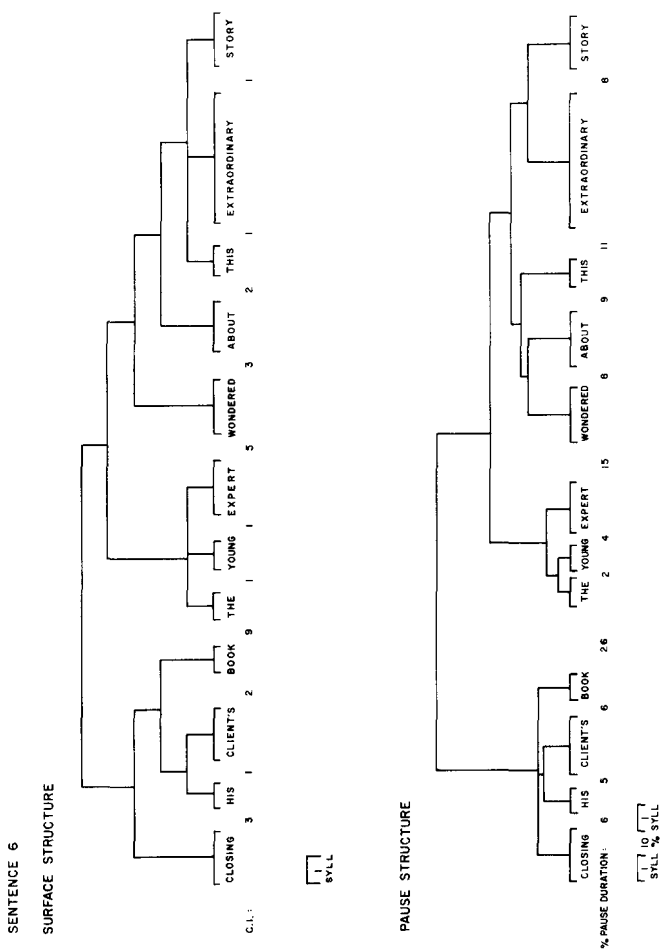 SENTENCE 6
SURFACE STRUCTURE
CLOSING HIS CLIENT'S BOOK THE YOUNG EXPERT WONDERED ABOUT THIS EXTRAORDINARY STORY
C.I.: 3 1 2 9 1 1 5 3 2 1 1
1
SYLL
PAUSE STRUCTURE
CLOSING HIS CLIENT'S BOOK THE YOUNG EXPERT WONDERED ABOUT THIS EXTRAORDINARY STORY
% PAUSE DURATION: 6 5 6 26 2 4 15 8 9 11 8
1 10 1
SYLL % SYLL